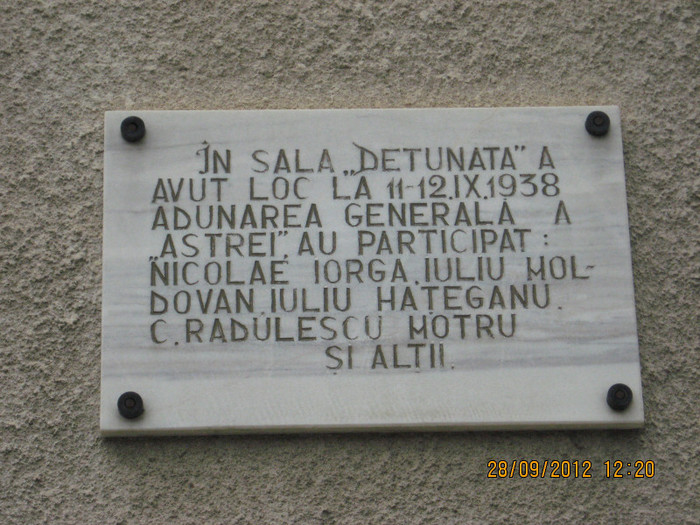 ÎN SALA „DETUNATA" A
AVUT LOC LA 11-12.IX.1938
ADUNAREA GENERALĂ A
„ASTREI". AU PARTICIPAT:
NICOLAE IORGA, IULIU MOL-
DOVAN, IULIU HAȚEGANU.
C. RĂDULESCU MOTRU
ȘI ALȚII.
28/09/2012 12:20